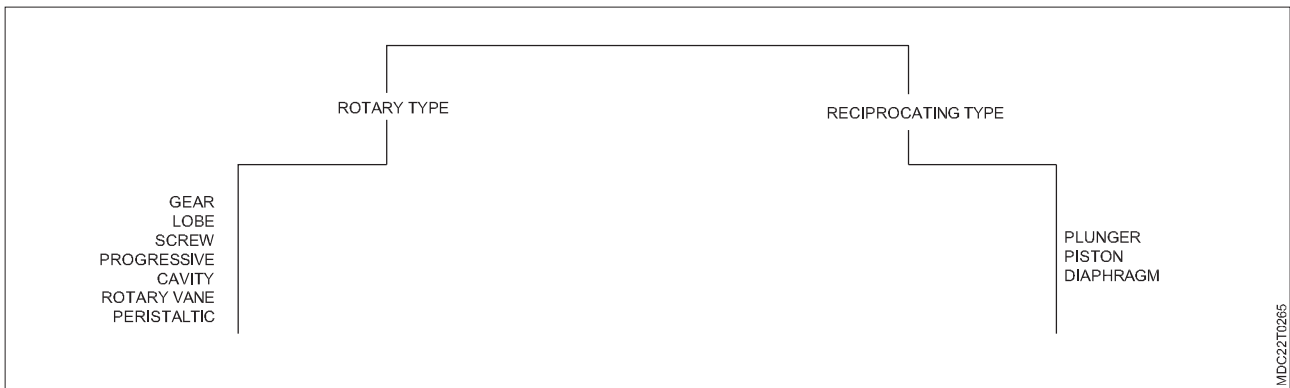 ROTARY TYPE
RECIPROCATING TYPE
GEAR
LOBE
SCREW
PROGRESSIVE
CAVITY
ROTARY VANE
PERISTALTIC
PLUNGER
PISTON
DIAPHRAGM
MDC22T0265